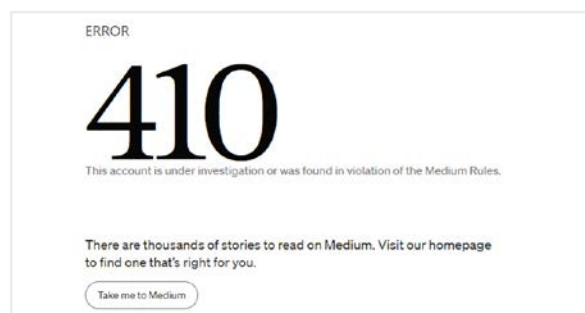 ERROR
410
This account is under investigation or was found in violation of the Medium Rules.
There are thousands of stories to read on Medium. Visit our homepage
to find one that's right for you.
Take me to Medium